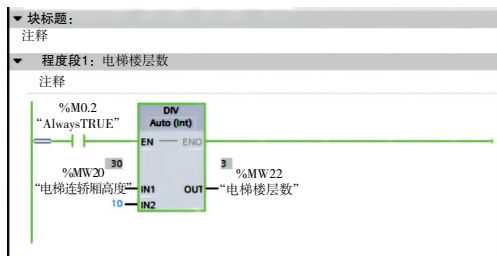 块标题：
注释
程度段1：电梯楼层数
注释
%M0.2
“AlwaysTRUE”
DIV
Auto (Int)
EN
ENO
30
%MW20
“电梯连轿厢高度”
IN1
10
IN2
OUT
3
%MW22
“电梯楼层数”